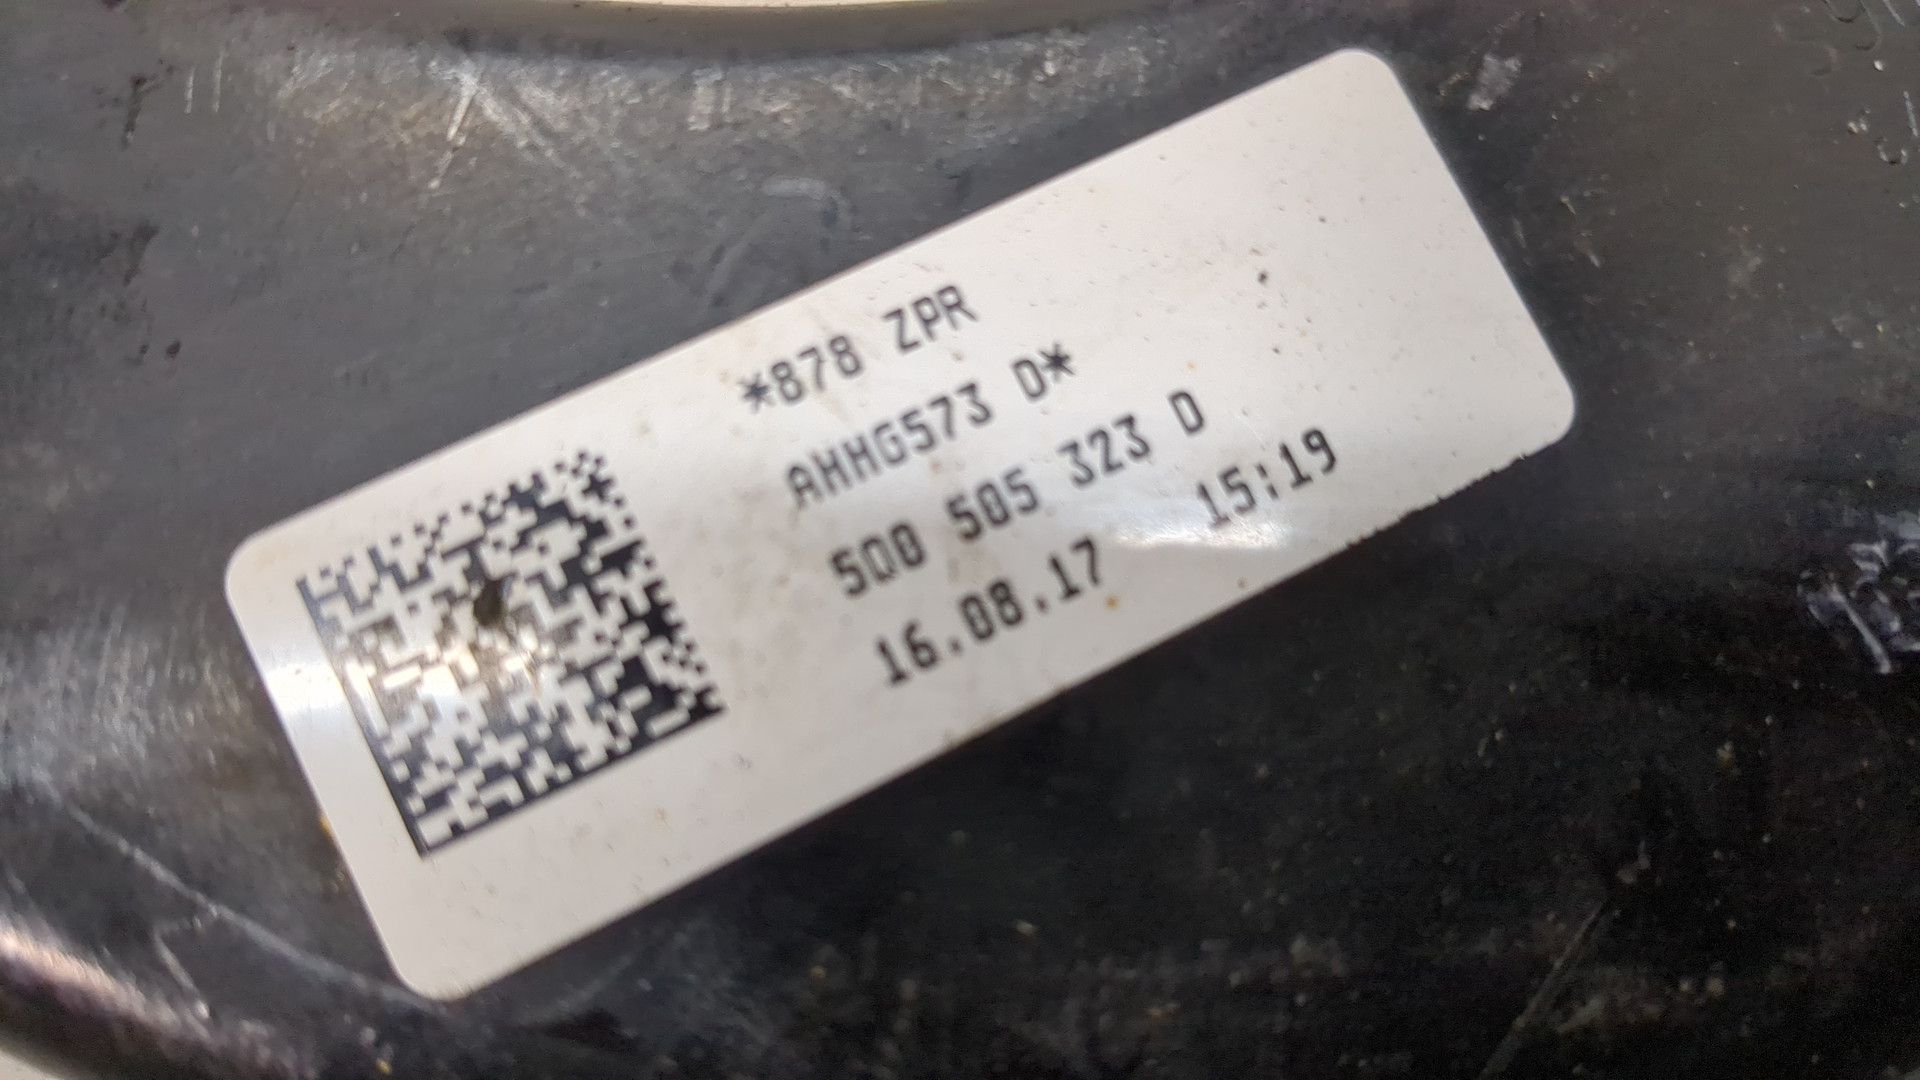 *878 ZPR
AHHG573 D*
5Q0 505 323 D
16.08.17 15:19